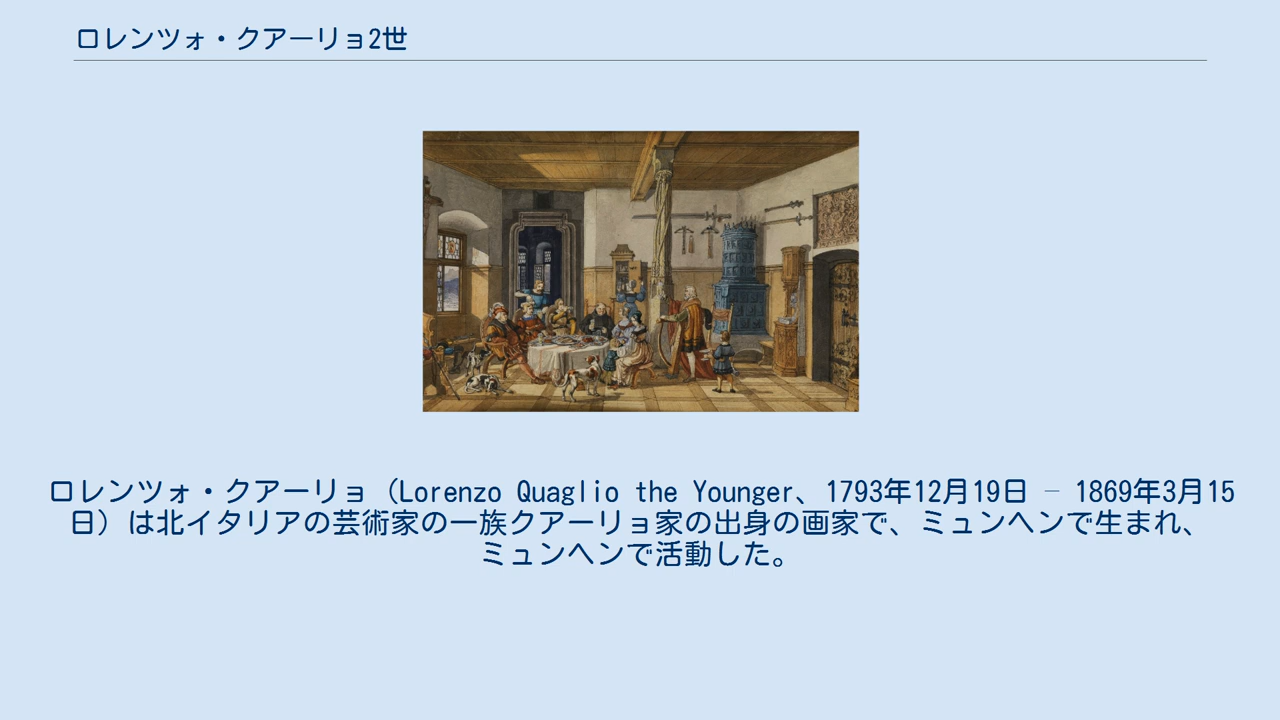 ロレンツォ・クアーリョ2世
ロレンツォ・クアーリョ（Lorenzo Quaglio the Younger、1793年12月19日 – 1869年3月15
日）は北イタリアの芸術家の一族クアーリョ家の出身の画家で、ミュンヘンで生まれ、
ミュンヘンで活動した。